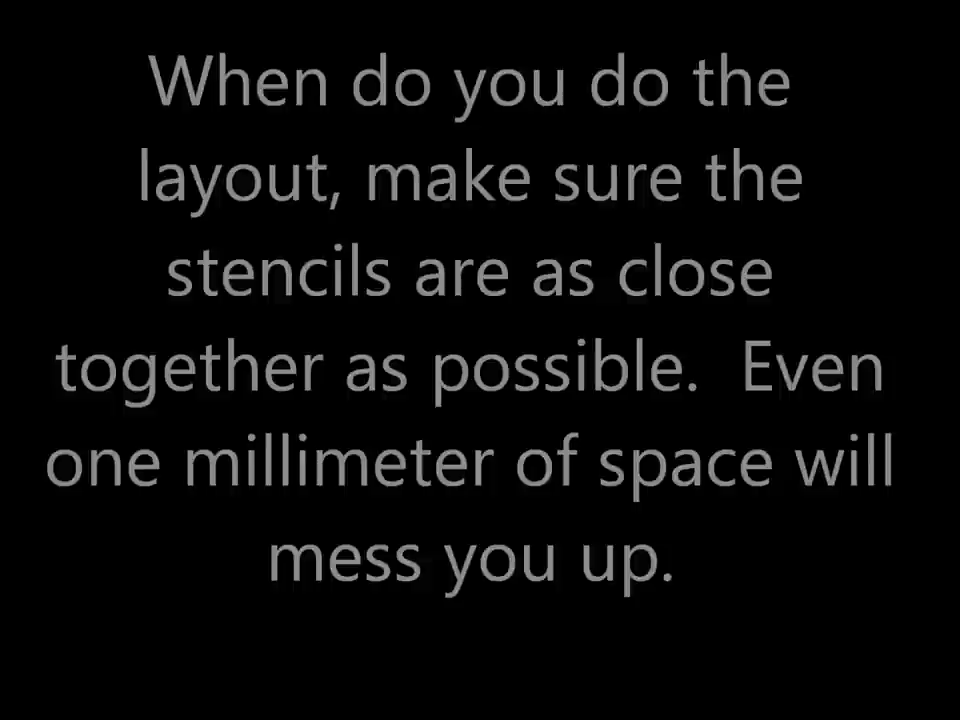 When do you do the
layout, make sure the
stencils are as close
together as possible.  Even
one millimeter of space will
mess you up.